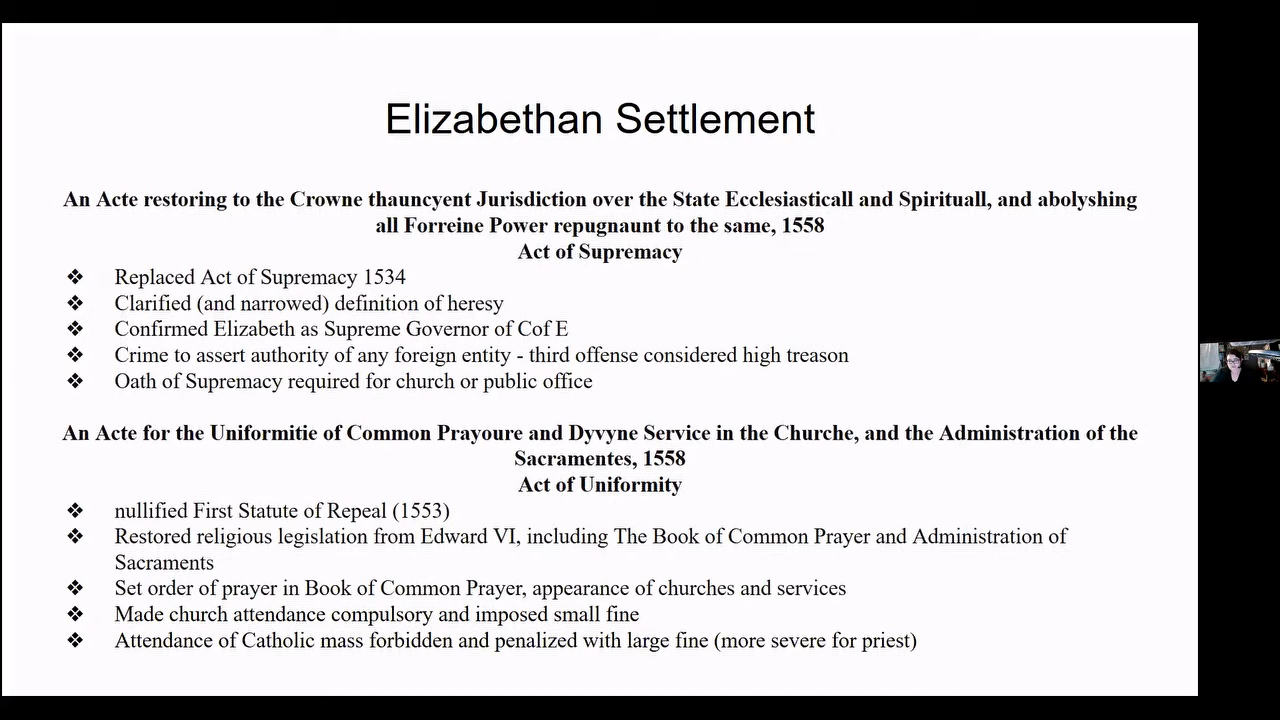 Elizabethan Settlement
An Acte restoring to the Crowne thauncyent Jurisdiction over the State Ecclesiasticall and Spirituall, and abolyshing
all Forreine Power repugnaunt to the same, 1558
Act of Supremacy
❖ Replaced Act of Supremacy 1534
❖ Clarified (and narrowed) definition of heresy
❖ Confirmed Elizabeth as Supreme Governor of Cof E
❖ Crime to assert authority of any foreign entity - third offense considered high treason
❖ Oath of Supremacy required for church or public office
An Acte for the Uniformitie of Common Prayoure and Dyvyne Service in the Churche, and the Administration of the
Sacramentes, 1558
Act of Uniformity
❖ nullified First Statute of Repeal (1553)
❖ Restored religious legislation from Edward VI, including The Book of Common Prayer and Administration of
Sacraments
❖ Set order of prayer in Book of Common Prayer, appearance of churches and services
❖ Made church attendance compulsory and imposed small fine
❖ Attendance of Catholic mass forbidden and penalized with large fine (more severe for priest)